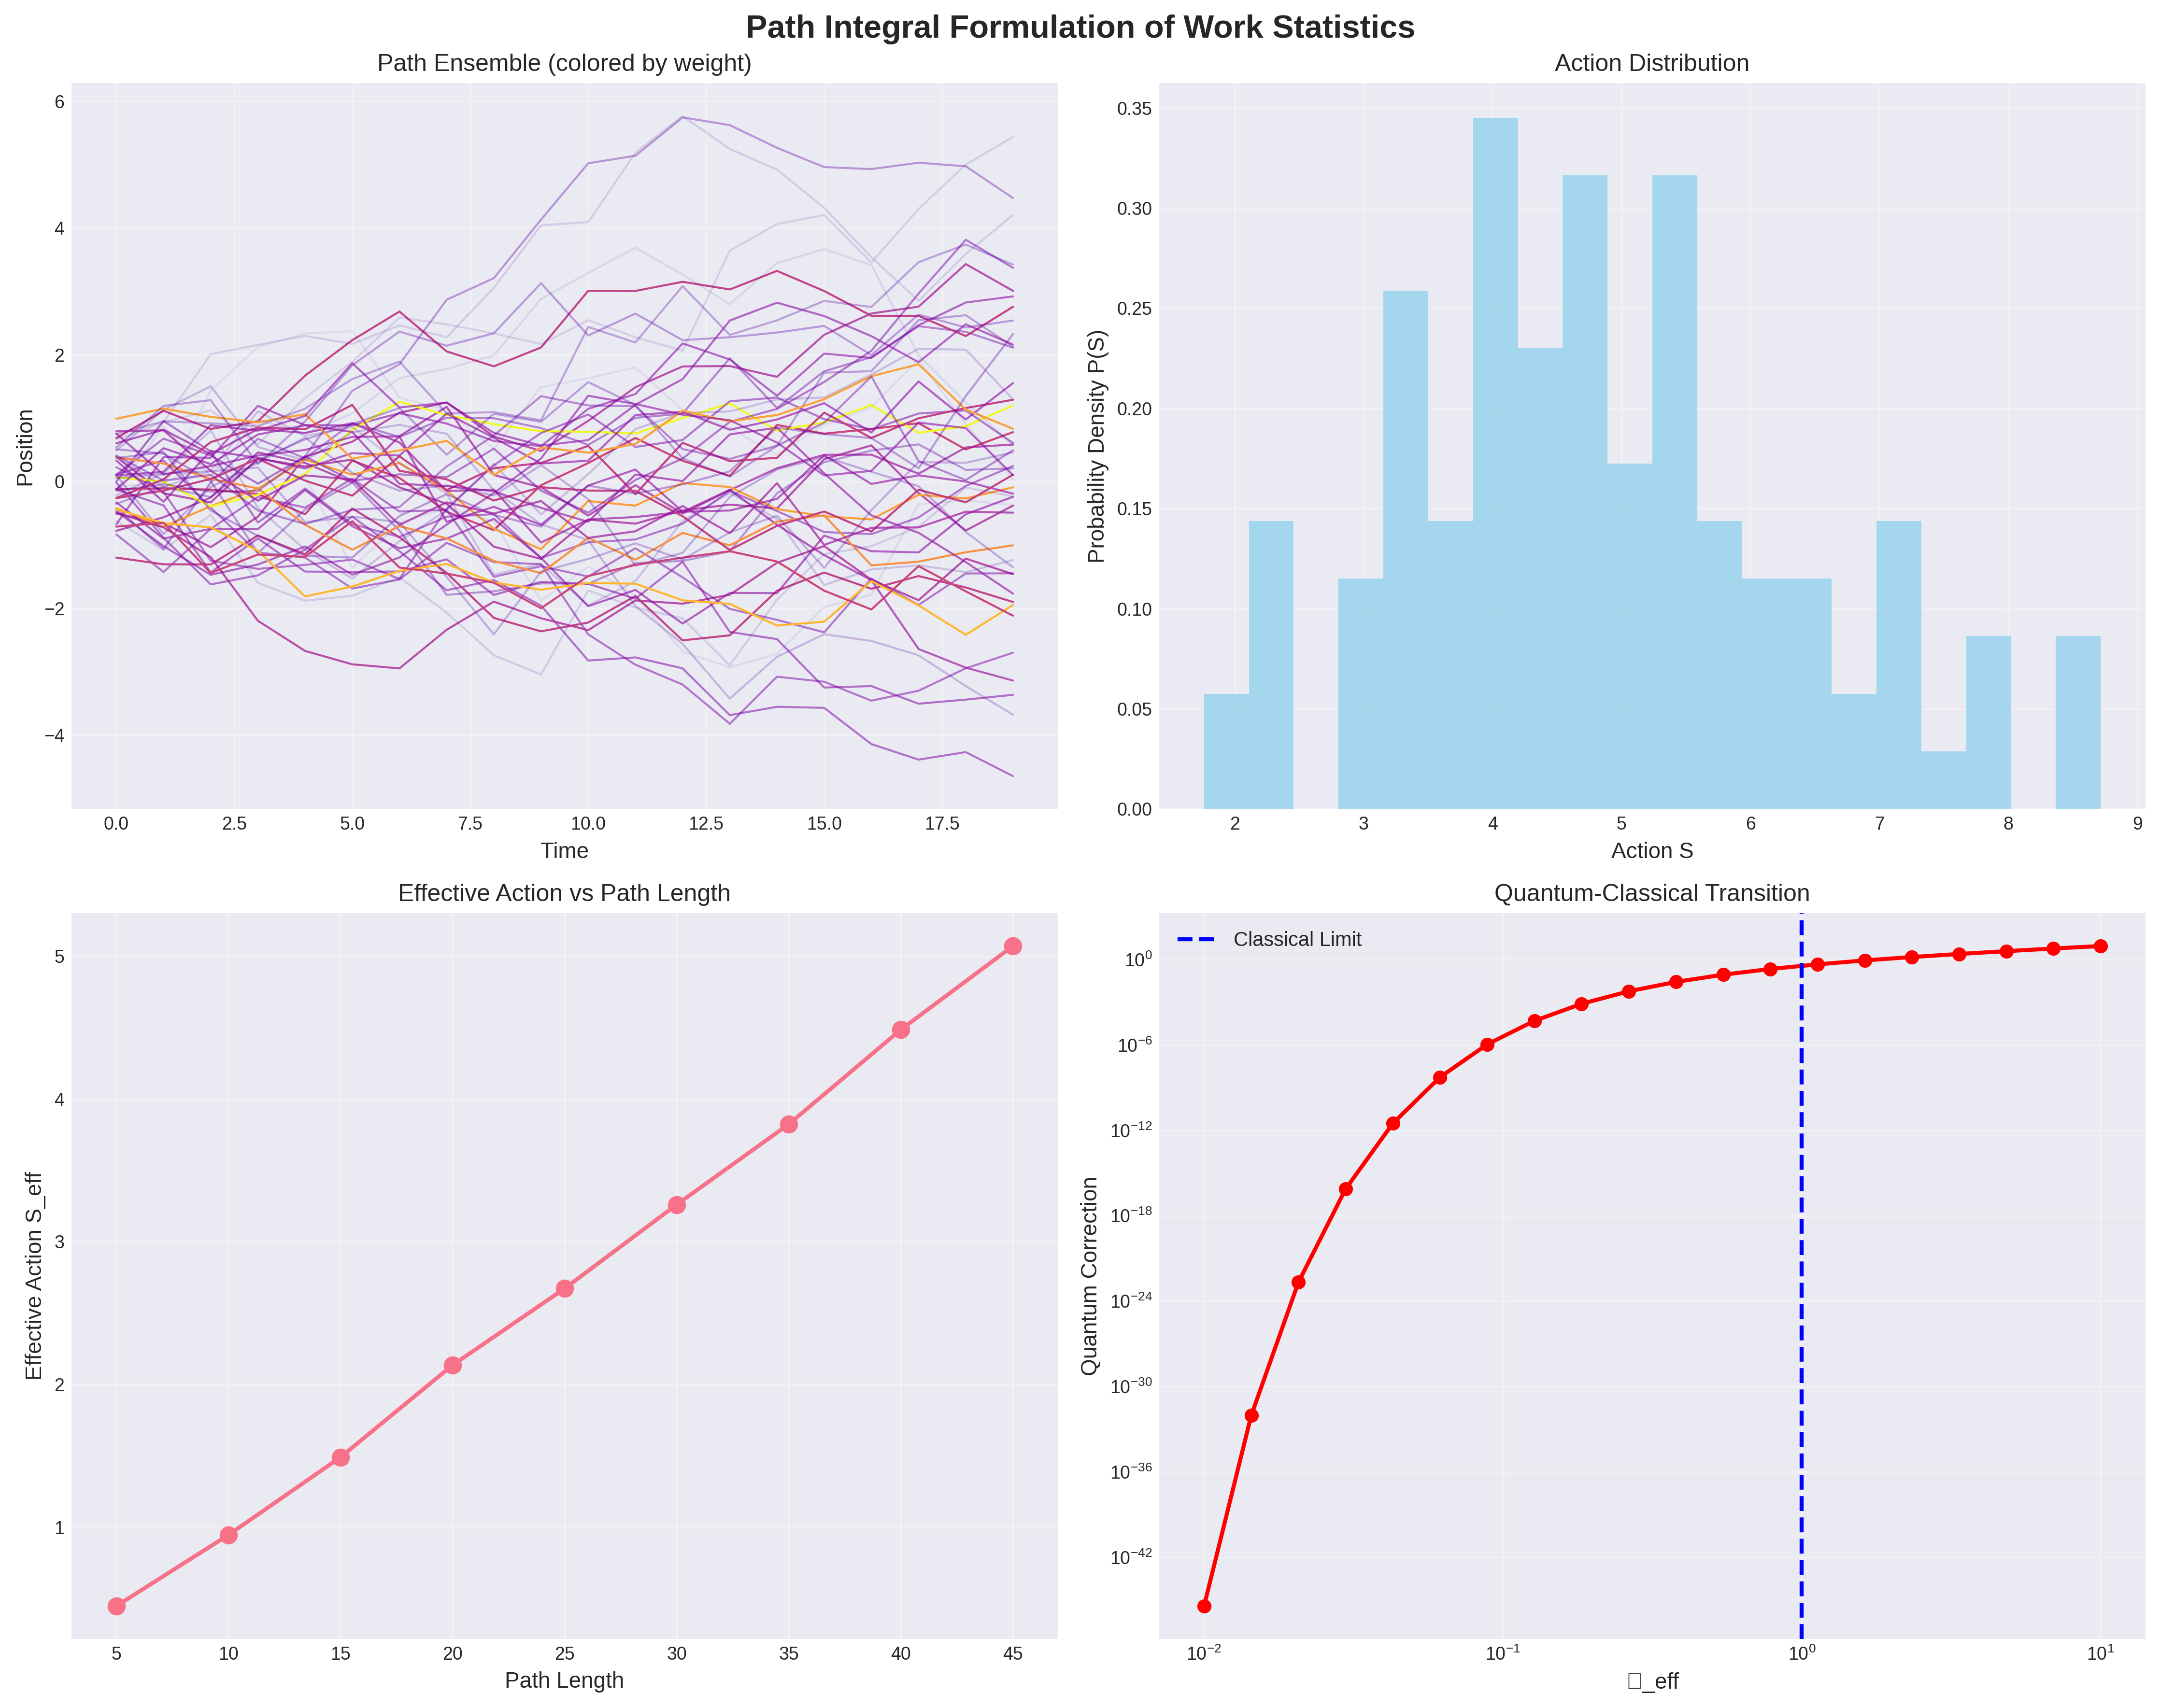 Path Integral Formulation of Work Statistics
Path Ensemble (colored by weight)
Position
6
4
2
0
−2
−4
0.0 2.5 5.0 7.5 10.0 12.5 15.0 17.5
Time
Action Distribution
Probability Density P(S)
0.35
0.30
0.25
0.20
0.15
0.10
0.05
0.00
2 3 4 5 6 7 8 9
Action S
Effective Action vs Path Length
Effective Action S_eff
5
4
3
2
1
5 10 15 20 25 30 35 40 45
Path Length
Quantum-Classical Transition
Classical Limit
Quantum Correction
10⁰
10⁻⁶
10⁻¹²
10⁻¹⁸
10⁻²⁴
10⁻³⁰
10⁻³⁶
10⁻⁴²
10⁻² 10⁻¹ 10⁰ 10¹
_eff